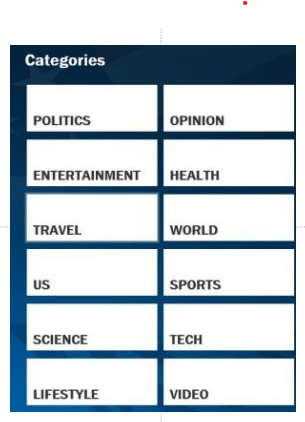 Categories
POLITICS OPINION
ENTERTAINMENT HEALTH
TRAVEL WORLD
US SPORTS
SCIENCE TECH
LIFESTYLE VIDEO